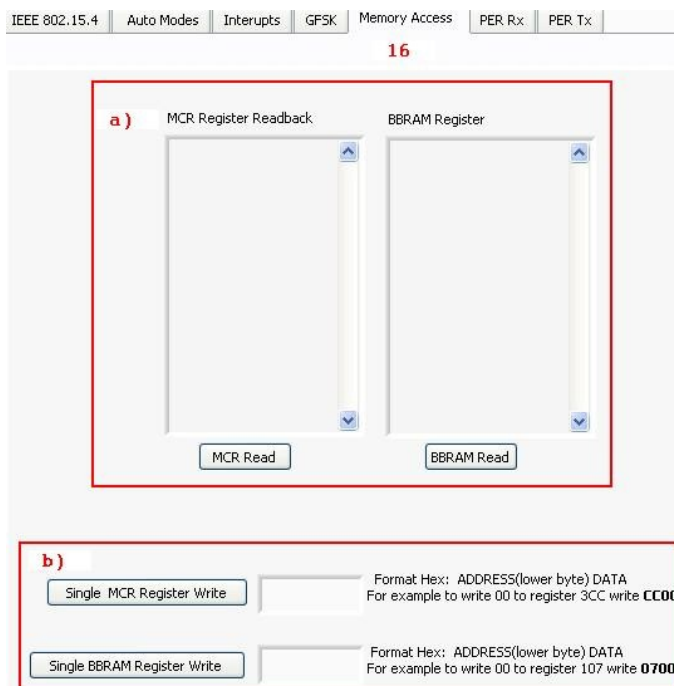 IEEE 802.15.4 Auto Modes Interupts GFSK Memory Access PER Rx PER Tx
16
a) MCR Register Readback BBRAM Register
MCR Read BBRAM Read
b)
Single MCR Register Write Format Hex: ADDRESS(lower byte) DATA
For example to write 00 to register 3CC write CC00
Single BBRAM Register Write Format Hex: ADDRESS(lower byte) DATA
For example to write 00 to register 107 write 0700